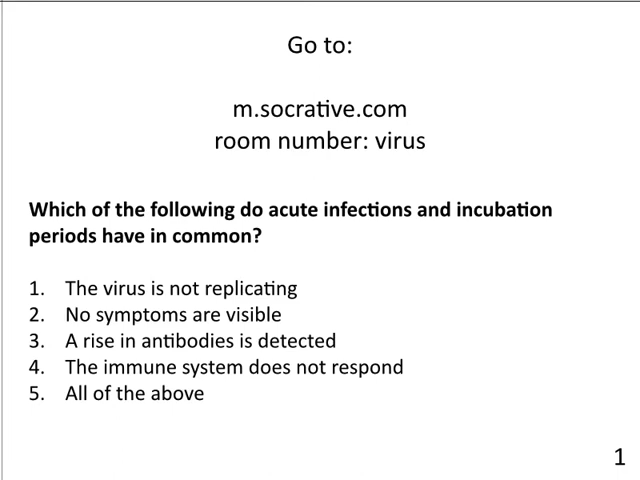 Go to:
m.socrative.com
room number: virus
Which of the following do acute infections and incubation
periods have in common?
1. The virus is not replicating
2. No symptoms are visible
3. A rise in antibodies is detected
4. The immune system does not respond
5. All of the above
1